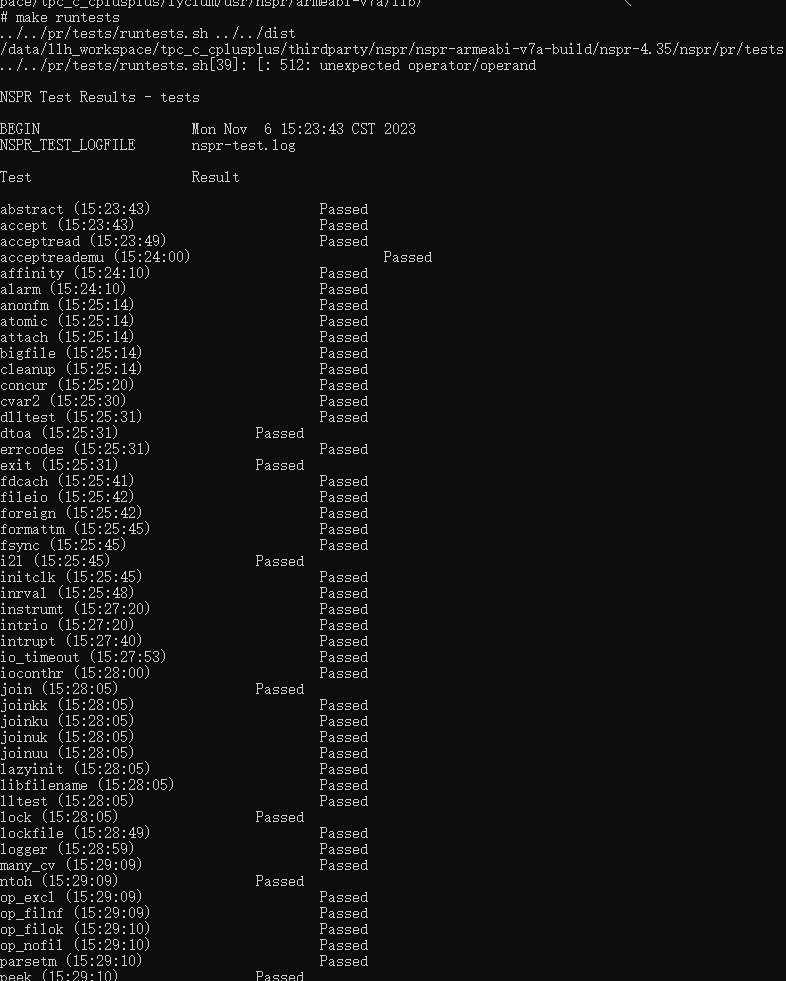 pace/tpc_c_cplusplus/lycium/usr/nspr/armeabi-v7a/lib/
# make runtests
../../pr/tests/runtests.sh ../../dist
/data/llh_workspace/tpc_c_cplusplus/thirdparty/nspr/nspr-armeabi-v7a-build/nspr-4.35/nspr/pr/tests
../../pr/tests/runtests.sh[39]: [: 512: unexpected operator/operand
NSPR Test Results - tests
BEGIN Mon Nov 6 15:23:43 CST 2023
NSPR_TEST_LOGFILE nspr-test.log
Test Result
abstract (15:23:43) Passed
accept (15:23:43) Passed
acceptread (15:23:49) Passed
acceptreademu (15:24:00) Passed
affinity (15:24:10) Passed
alarm (15:24:10) Passed
anonfm (15:25:14) Passed
atomic (15:25:14) Passed
attach (15:25:14) Passed
bigfile (15:25:14) Passed
cleanup (15:25:14) Passed
concur (15:25:20) Passed
cvar2 (15:25:30) Passed
dlltest (15:25:31) Passed
dtoa (15:25:31) Passed
errcodes (15:25:31) Passed
exit (15:25:31) Passed
fdcach (15:25:41) Passed
fileio (15:25:42) Passed
foreign (15:25:42) Passed
formattm (15:25:45) Passed
fsync (15:25:45) Passed
i2l (15:25:45) Passed
initclk (15:25:45) Passed
inrval (15:25:48) Passed
instrumt (15:27:20) Passed
intrio (15:27:20) Passed
intrupt (15:27:40) Passed
io_timeout (15:27:53) Passed
ioconthr (15:28:00) Passed
join (15:28:05) Passed
joinkk (15:28:05) Passed
joinku (15:28:05) Passed
joinuk (15:28:05) Passed
joinuu (15:28:05) Passed
lazyinit (15:28:05) Passed
libfilename (15:28:05) Passed
lltest (15:28:05) Passed
lock (15:28:05) Passed
lockfile (15:28:49) Passed
logger (15:28:59) Passed
many_cv (15:29:09) Passed
ntoh (15:29:09) Passed
op_excl (15:29:09) Passed
op_filnf (15:29:09) Passed
op_filok (15:29:10) Passed
op_nofil (15:29:10) Passed
parsetm (15:29:10) Passed
peek (15:29:10) Passed